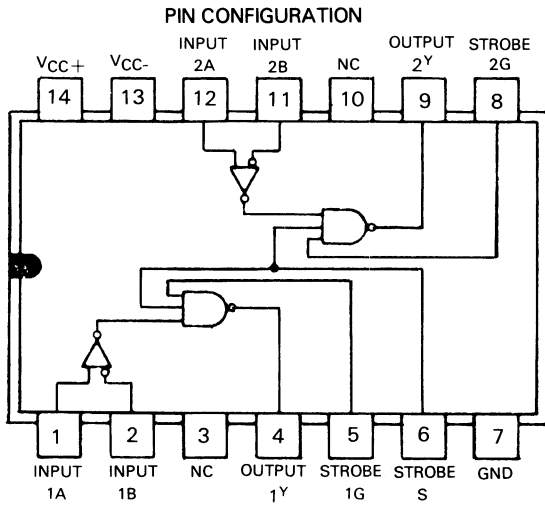 PIN CONFIGURATION
VCC+ VCC- INPUT 2A INPUT 2B NC OUTPUT 2Y STROBE 2G
14 13 12 11 10 9 8
1 2 3 4 5 6 7
INPUT 1A INPUT 1B NC OUTPUT 1Y STROBE 1G STROBE S GND